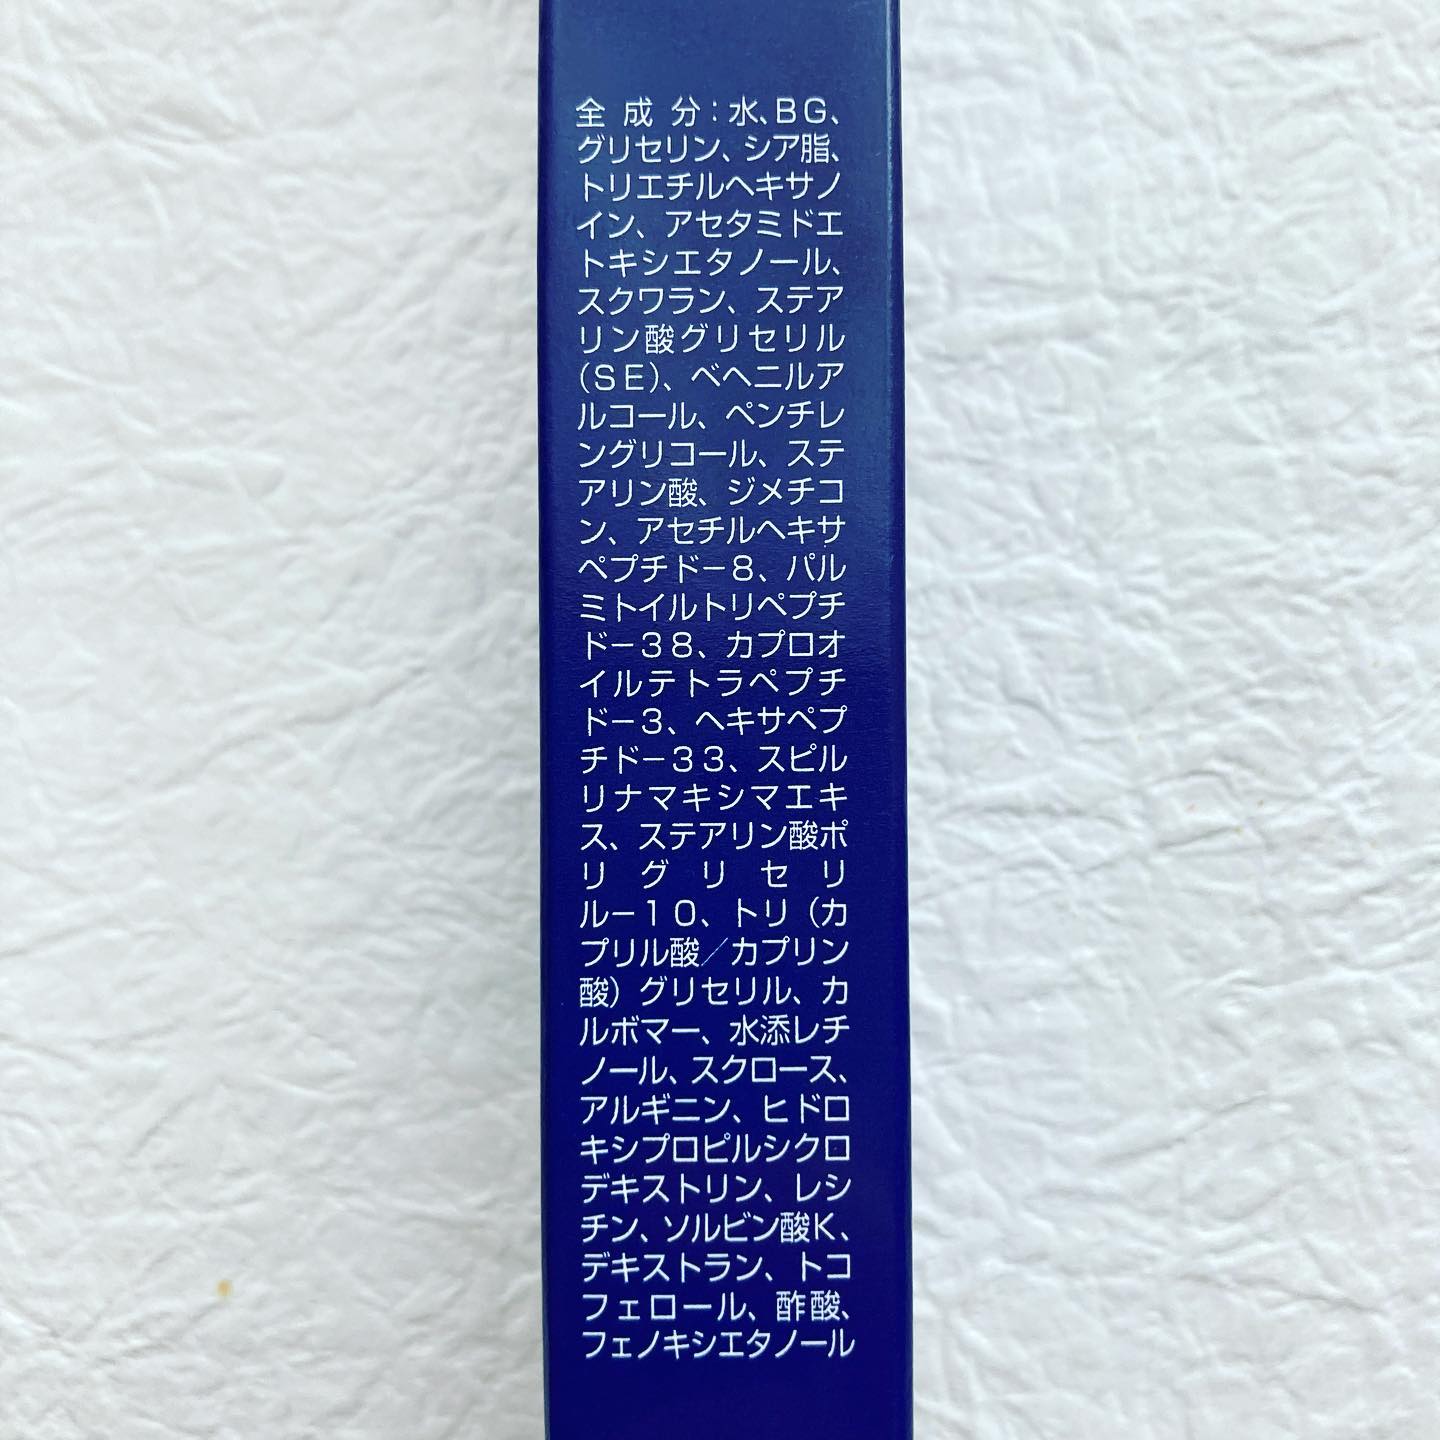 全成分：水、BG、
グリセリン、シア脂、
トリエチルヘキサノ
イン、アセタミドエ
トキシエタノール、
スクワラン、ステア
リン酸グリセリル
(SE)、ベヘニルア
ルコール、ペンチレ
ングリコール、ステ
アリン酸、ジメチコ
ン、アセチルヘキサ
ペプチド−8、パル
ミトイルトリペプチ
ド−38、カプロオ
イルテトラペプチ
ド−3、ヘキサペプ
チド−33、スピル
リナマキシマエキ
ス、ステアリン酸ポ
リグリセリ
ル−10、トリ（カ
プリル酸／カプリン
酸）グリセリル、カ
ルボマー、水添レチ
ノール、スクロース、
アルギニン、ヒドロ
キシプロピルシクロ
デキストリン、レシ
チン、ソルビン酸K、
デキストラン、トコ
フェロール、酢酸、
フェノキシエタノール